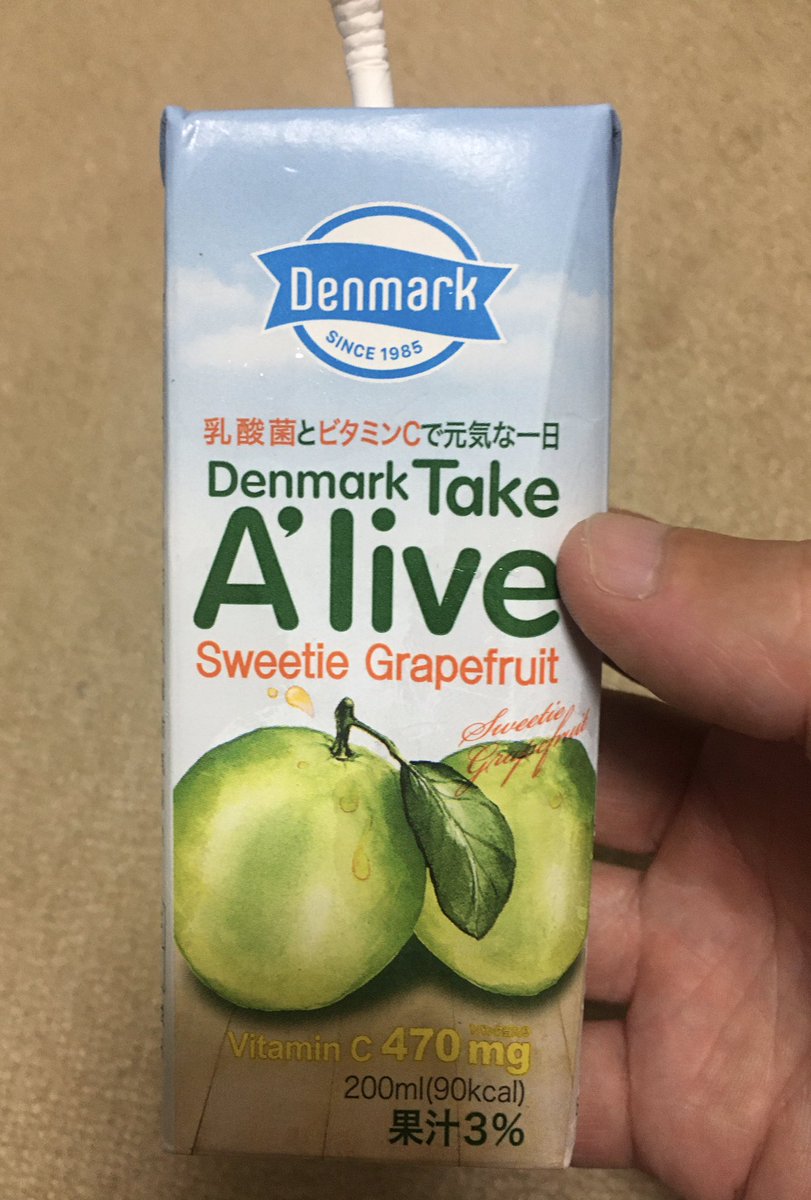 Denmark
SINCE 1985
乳酸菌とビタミンCで元気な一日
Denmark Take
A'live
Sweetie Grapefruit
Sweetie
Grapefruit
Vitamin C 470 mg
200ml(90kcal)
果汁3%